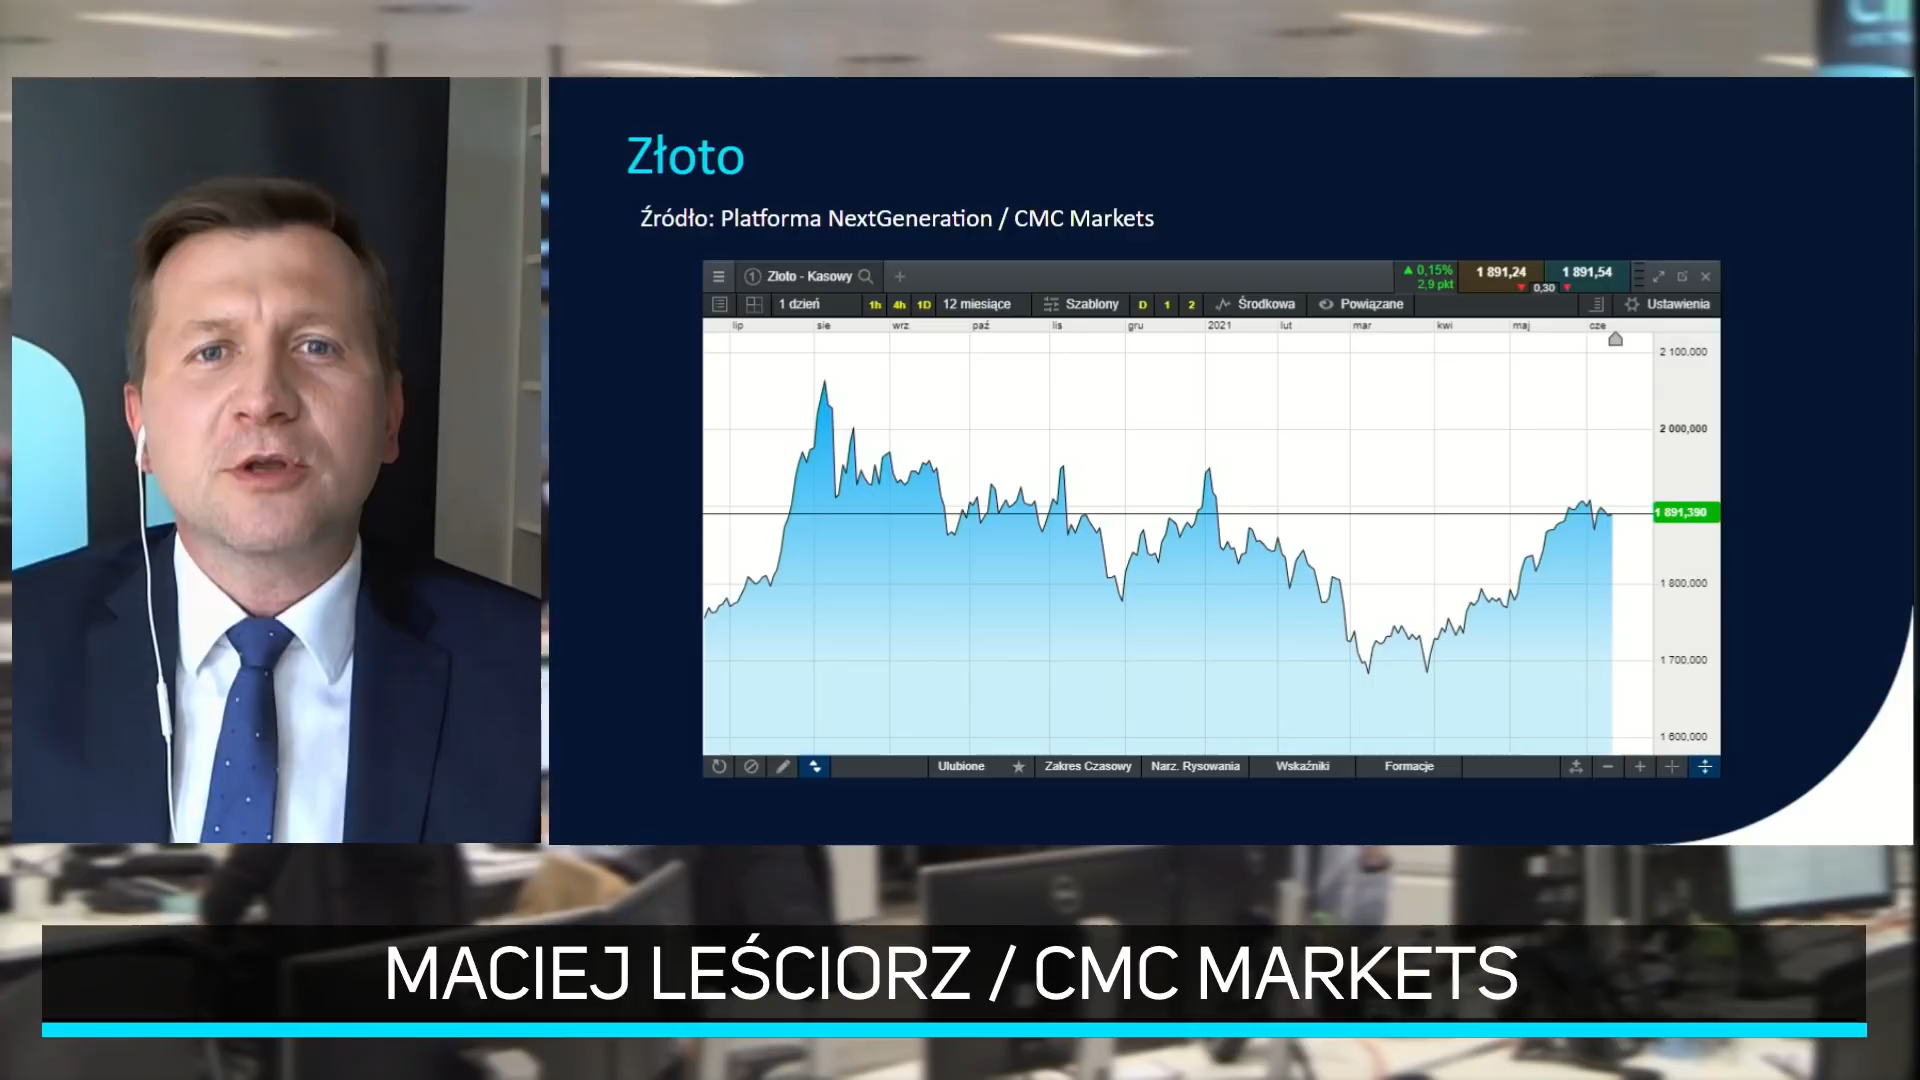 Złoto
Źródło: Platforma NextGeneration / CMC Markets
1 Złoto - Kasowy
0,15%
2,9 pkt
1 891,24
1 891,54
0,30
1 dzień 1h 4h 1D 12 miesiące Szablony D 1 2 Środkowa Powiązane Ustawienia
lip sie wrz paź lis gru 2021 lut mar kwi maj cze
2 100,000
2 000,000
1 891,390
1 800,000
1 700,000
1 600,000
Ulubione Zakres Czasowy Narz. Rysowania Wskaźniki Formacje
MACIEJ LEŚCIORZ / CMC MARKETS